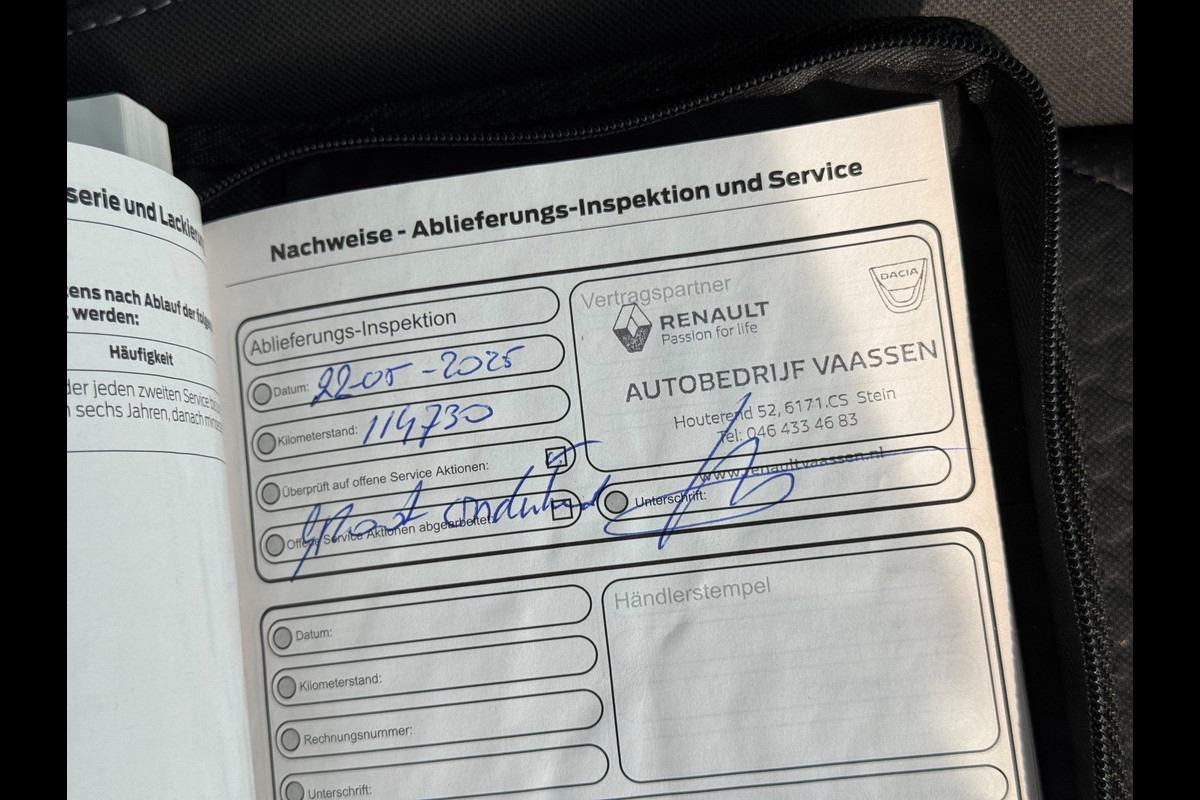 serie und Lackier
tens nach Ablauf der folge
werden:
Häufigkeit
der jeden zweiten Service
sechs Jahren, danach
Nachweise - Ablieferungs-Inspektion und Service
Ablieferungs-Inspektion
Datum: 22-05-2025
Kilometerstand: 114730
Überprüft auf offene Service Aktionen:
Offene Service Aktionen abgearbeitet:
Vertragspartner
DACIA
RENAULT
Passion for life
AUTOBEDRIJF VAASSEN
Houterend 52, 6171 CS Stein
Tel: 046 433 46 83
www.renaultvaassen.nl
Unterschrift:
Datum:
Kilometerstand:
Rechnungsnummer:
Unterschrift:
Händlerstempel